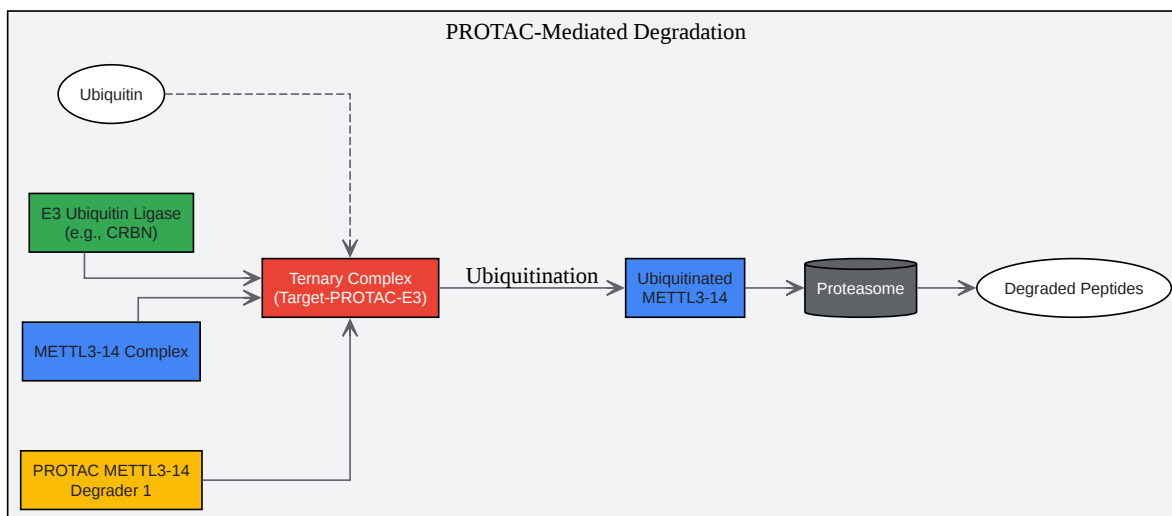 PROTAC-Mediated Degradation
Ubiquitin
E3 Ubiquitin Ligase
(e.g., CRBN)
METTL3-14 Complex
PROTAC METTL3-14
Degrader 1
Ternary Complex
(Target-PROTAC-E3)
Ubiquitination
Ubiquitinated
METTL3-14
Proteasome
Degraded Peptides